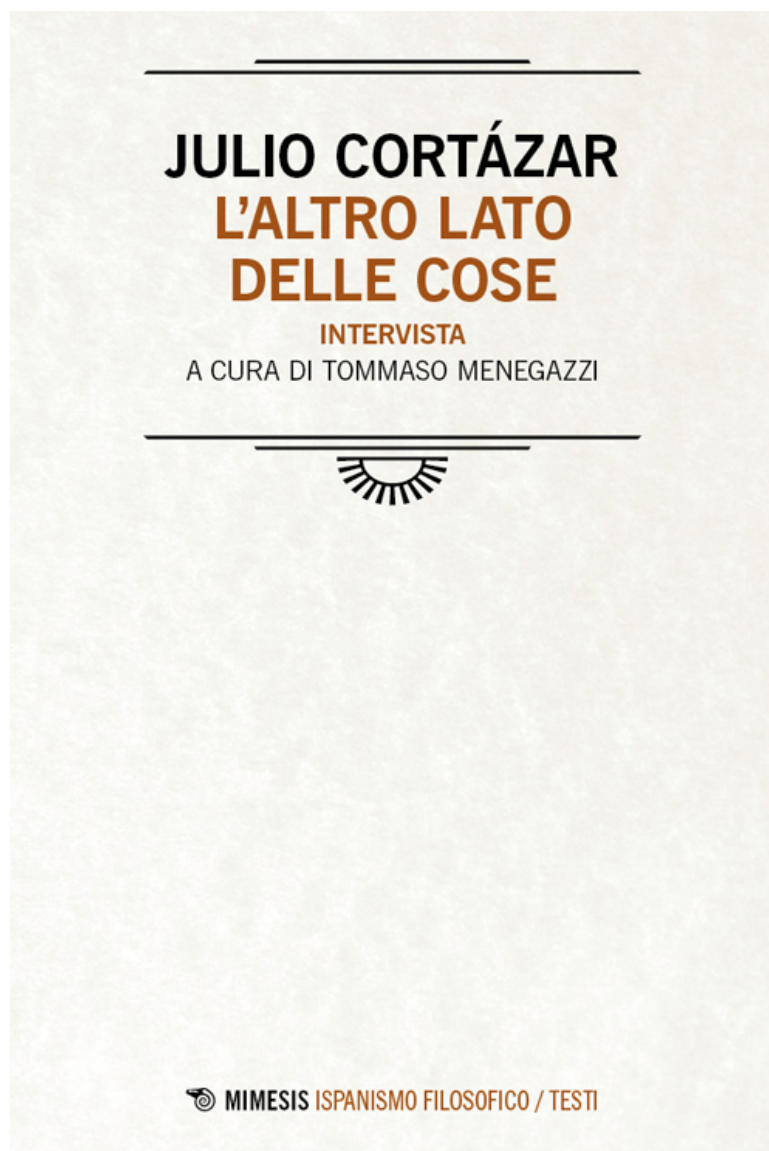 JULIO CORTÁZAR
L’ALTRO LATO
DELLE COSE
INTERVISTA
A CURA DI TOMMASO MENEGAZZI
MIMESIS ISPANISMO FILOSOFICO / TESTI